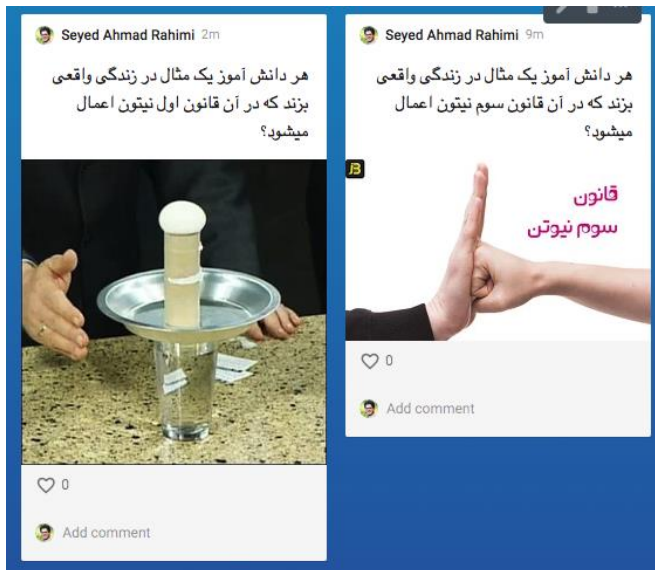 Seyed Ahmad Rahimi 2m
هر دانش آموز یک مثال در زندگی واقعی
بزند که در آن قانون اول نیتون اعمال
میشود؟
0
Add comment
Seyed Ahmad Rahimi 9m
هر دانش آموز یک مثال در زندگی واقعی
بزند که در آن قانون سوم نیتون اعمال
میشود؟
B
قانون
سوم نیوتن
0
Add comment